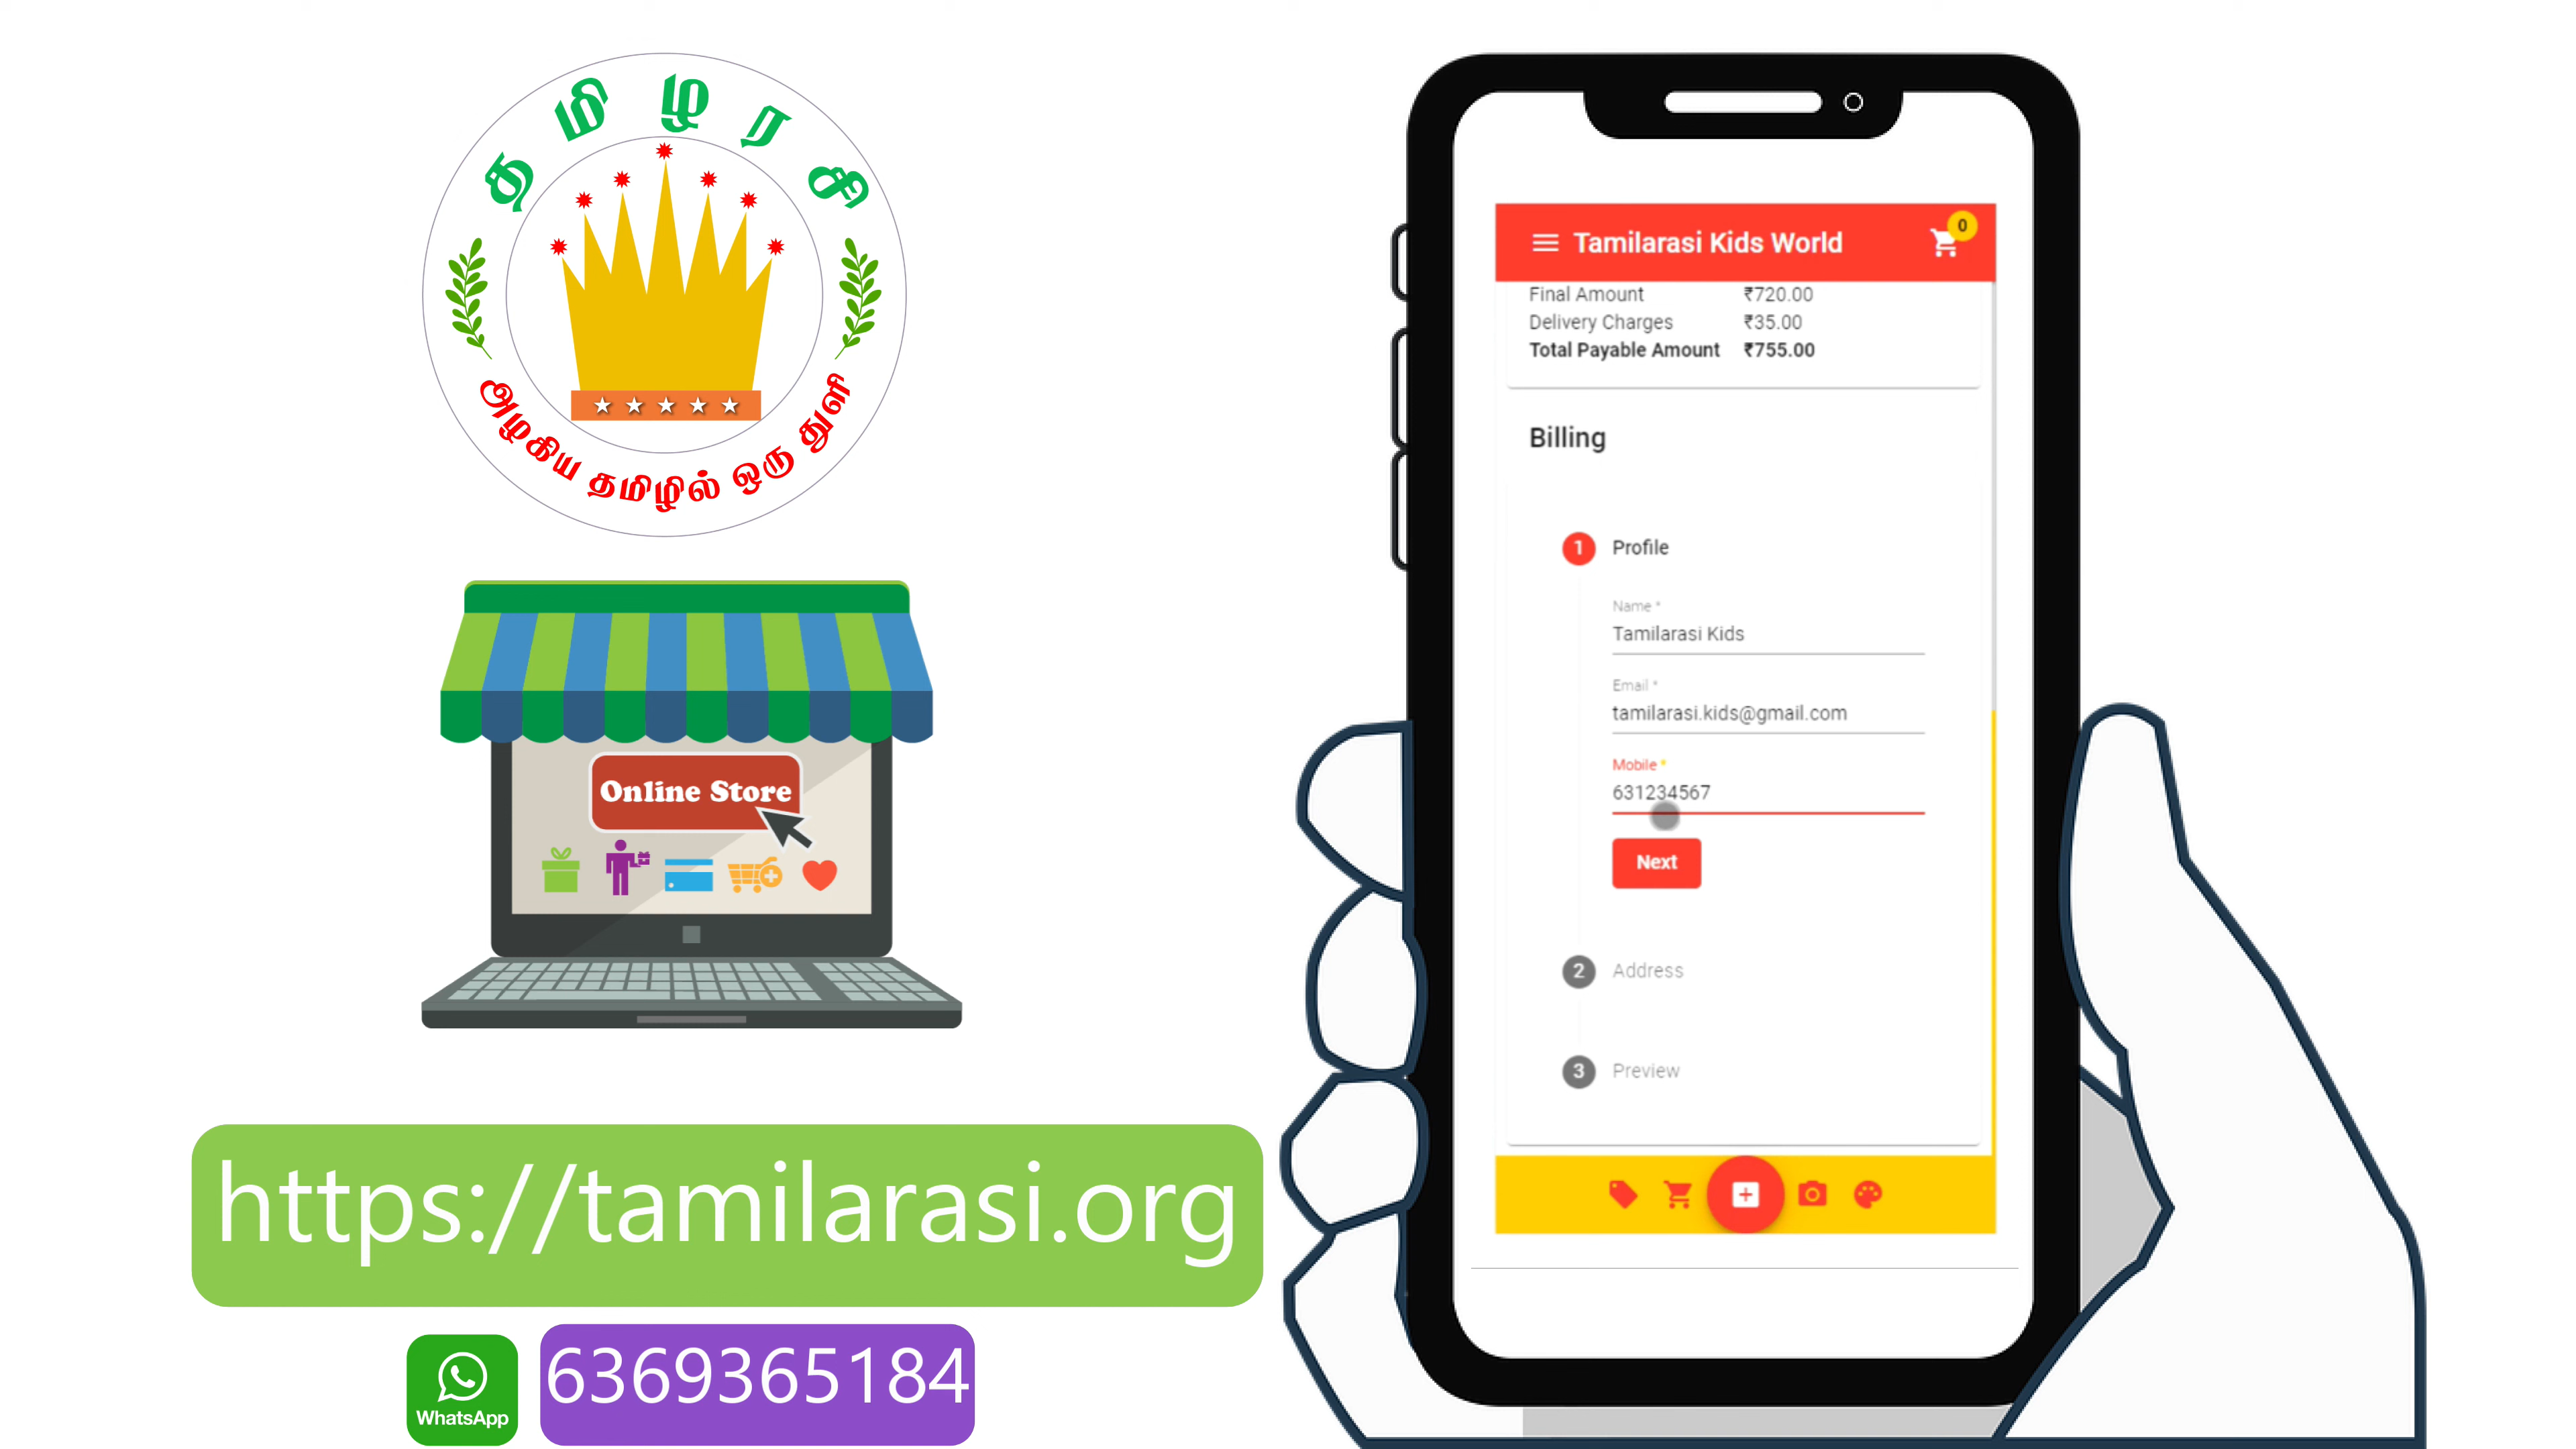 தமிழரசி
அழகிய தமிழில் ஒரு துளி
Online Store
https://tamilarasi.org
WhatsApp
6369365184
Tamilarasi Kids World
0
Final Amount ₹720.00
Delivery Charges ₹35.00
Total Payable Amount ₹755.00
Billing
1 Profile
Name *
Tamilarasi Kids
Email *
tamilarasi.kids@gmail.com
Mobile *
631234567
Next
2 Address
3 Preview